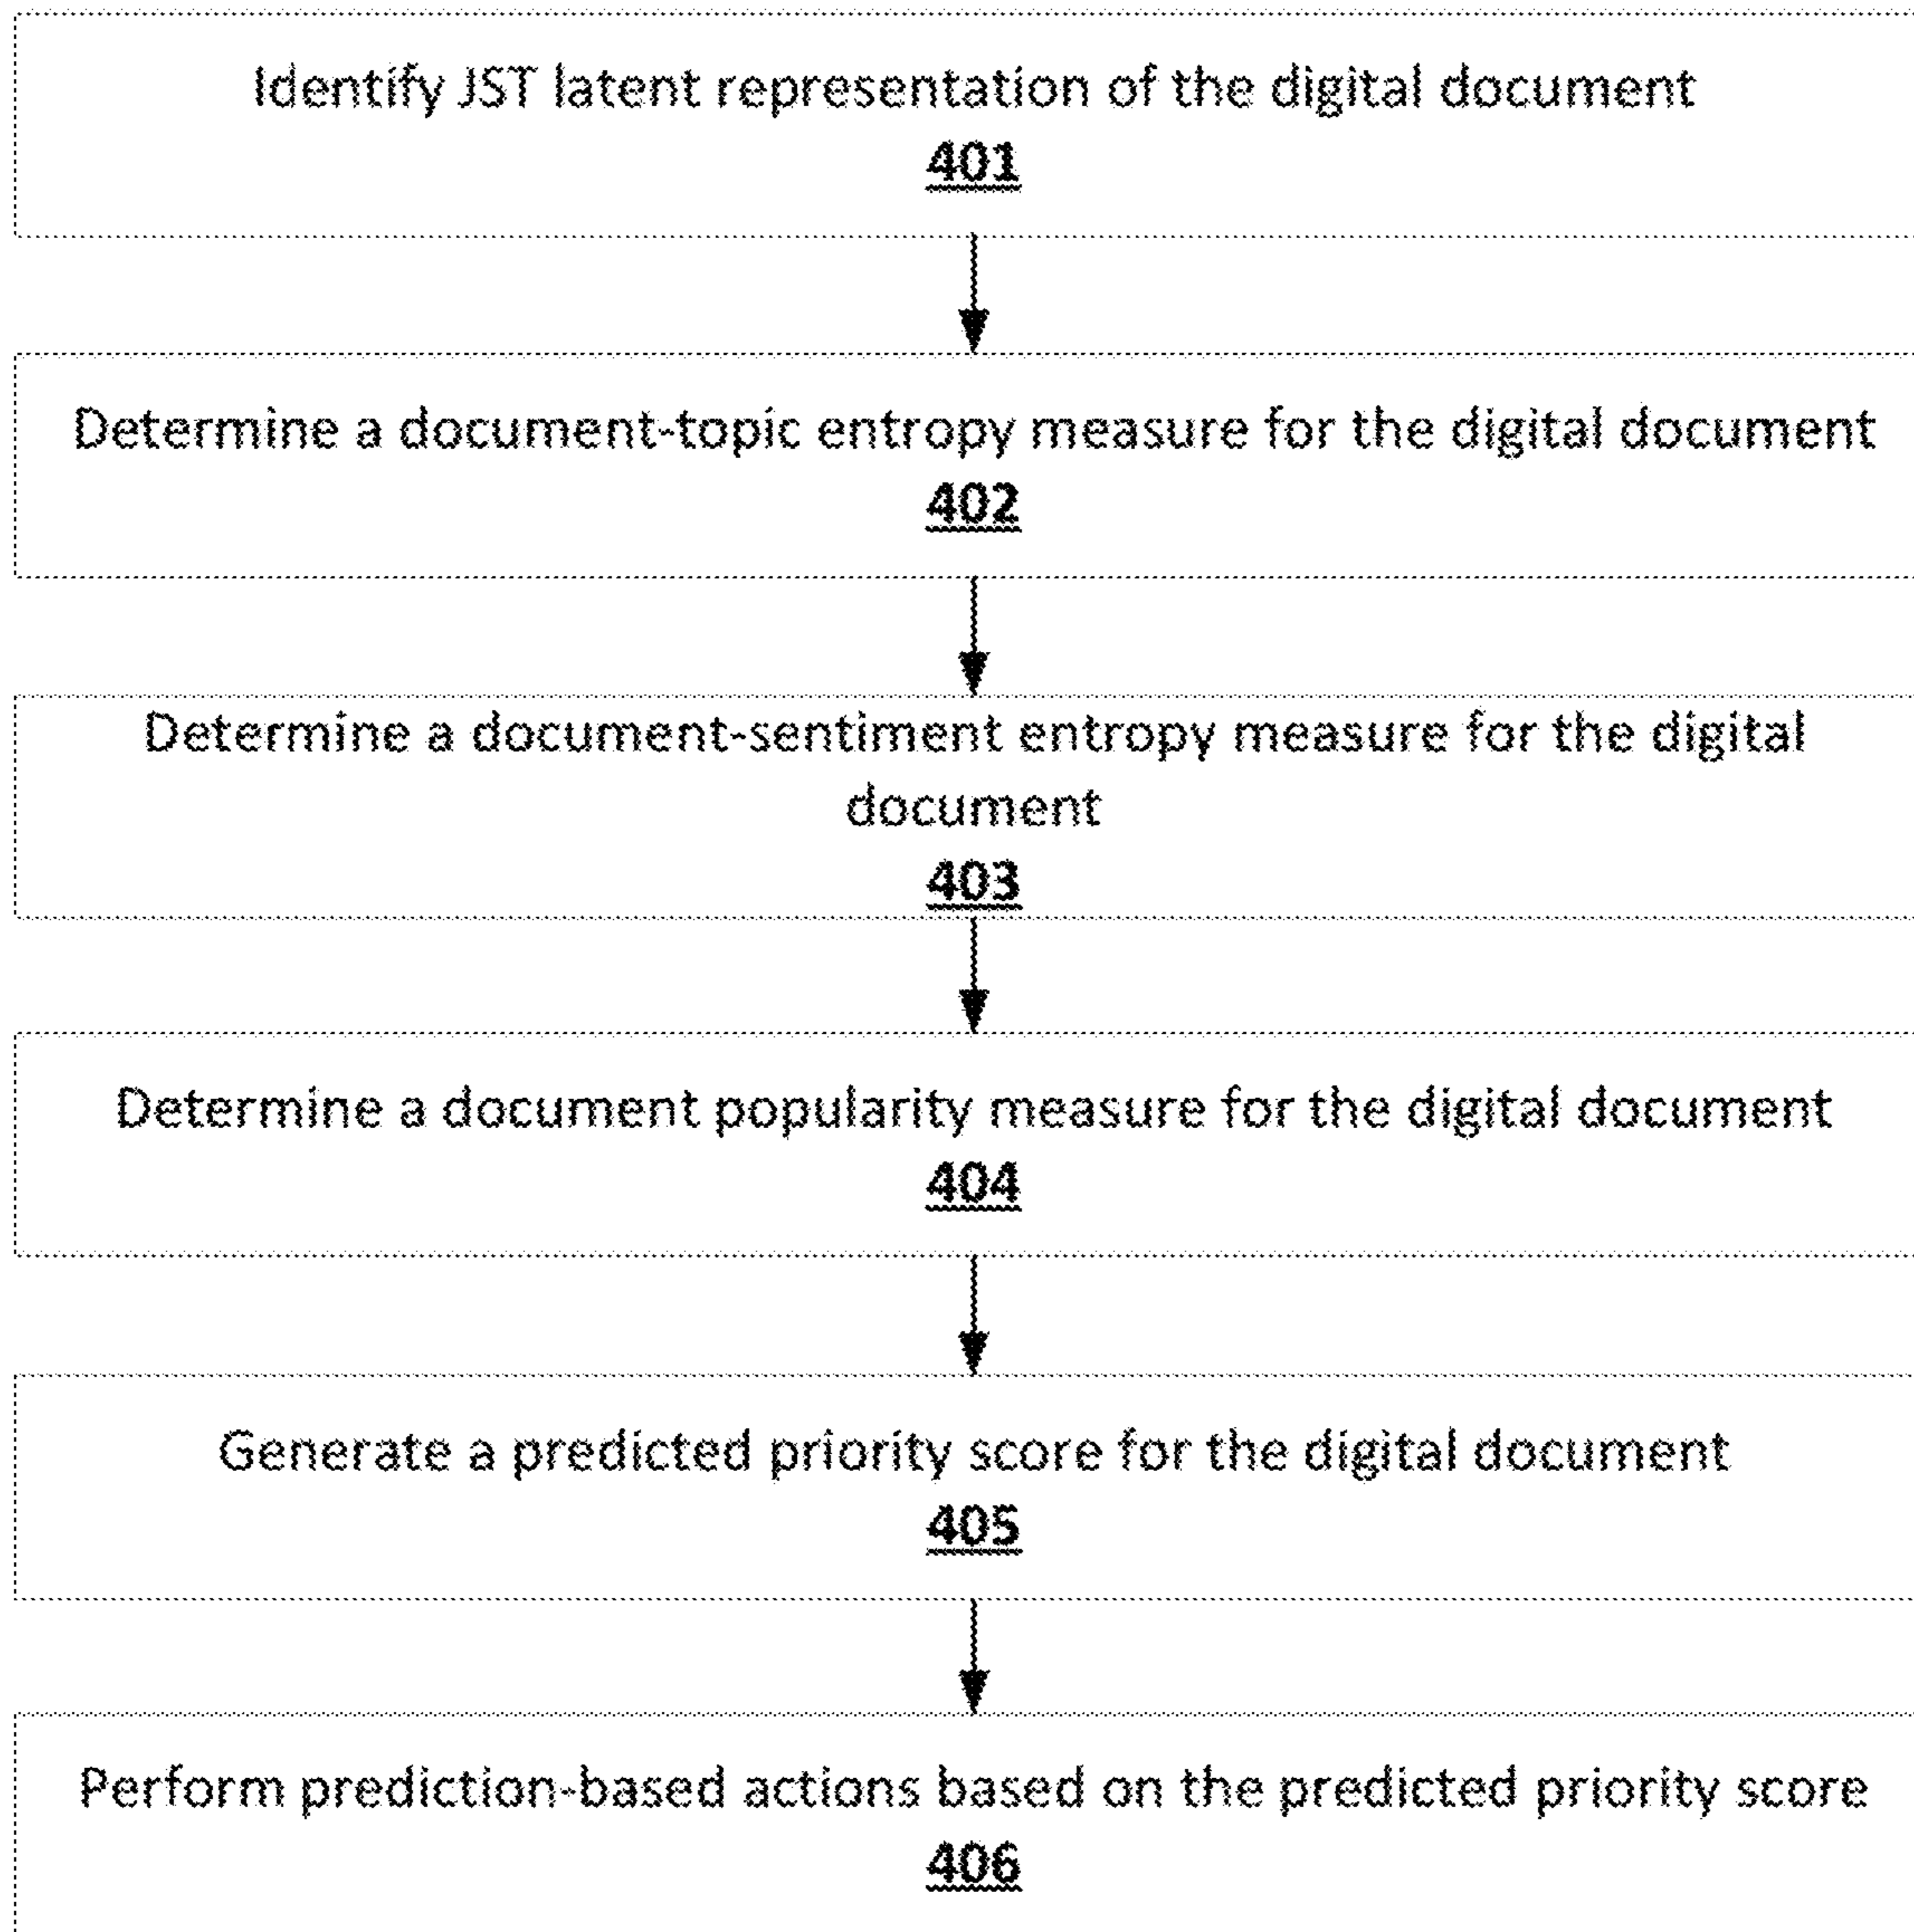 Identify JST latent representation of the digital document
401
Determine a document-topic entropy measure for the digital document
402
Determine a document-sentiment entropy measure for the digital
document
403
Determine a document popularity measure for the digital document
404
Generate a predicted priority score for the digital document
405
Perform prediction-based actions based on the predicted priority score
406